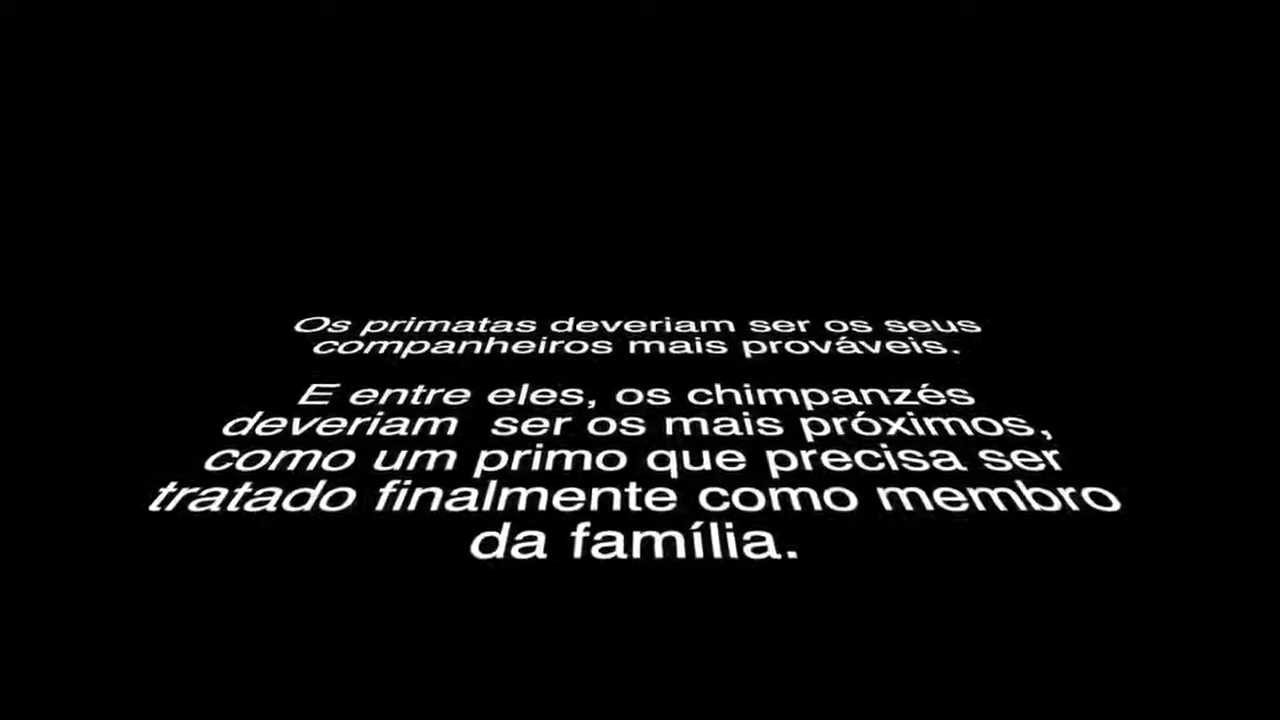 Os primatas deveriam ser os seus
companheiros mais prováveis.
E entre eles, os chimpanzés
deveriam  ser os mais próximos,
como um primo que precisa ser
tratado finalmente como membro
da família.